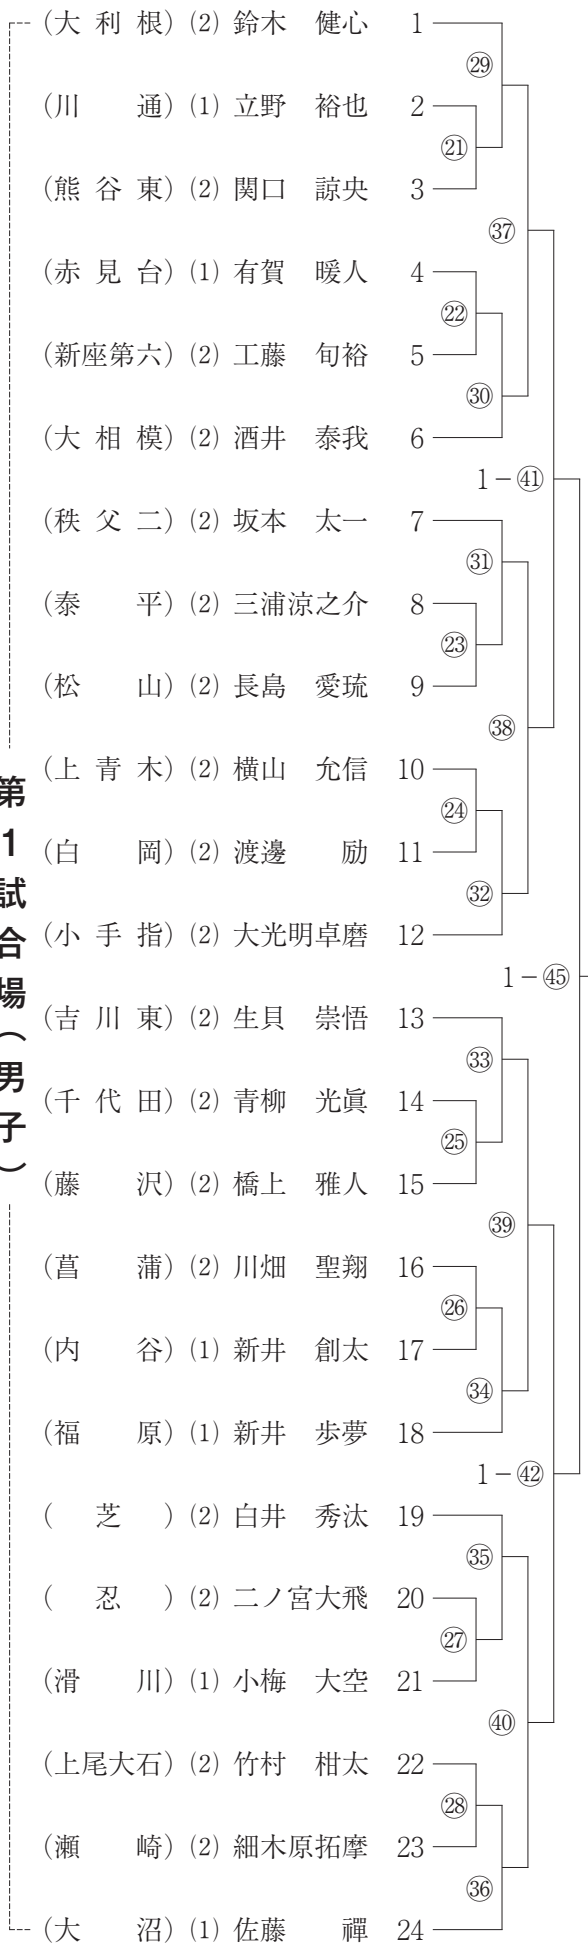 第1試合場（男子）
(大利根) (2) 鈴木 健心 1
(川通) (1) 立野 裕也 2
(熊谷東) (2) 関口 諒央 3
(赤見台) (1) 有賀 暖人 4
(新座第六) (2) 工藤 旬裕 5
(大相模) (2) 酒井 泰我 6
(秩父二) (2) 坂本 太一 7
(泰平) (2) 三浦涼之介 8
(松山) (2) 長島 愛琉 9
(上青木) (2) 横山 允信 10
(白岡) (2) 渡邊 励 11
(小手指) (2) 大光明卓磨 12
(吉川東) (2) 生貝 崇悟 13
(千代田) (2) 青柳 光眞 14
(藤沢) (2) 橋上 雅人 15
(菖蒲) (2) 川畑 聖翔 16
(内谷) (1) 新井 創太 17
(福原) (1) 新井 歩夢 18
(芝) (2) 白井 秀汰 19
(忍) (2) 二ノ宮大飛 20
(滑川) (1) 小梅 大空 21
(上尾大石) (2) 竹村 柑太 22
(瀬崎) (2) 細木原拓摩 23
(大沼) (1) 佐藤 禪 24
㉑
㉒
㉓
㉔
㉕
㉖
㉗
㉘
㉙
㉚
㉛
㉜
㉝
㉞
㉟
㊱
㊲
㊳
㊴
㊵
1－㊶
1－㊷
1－㊺